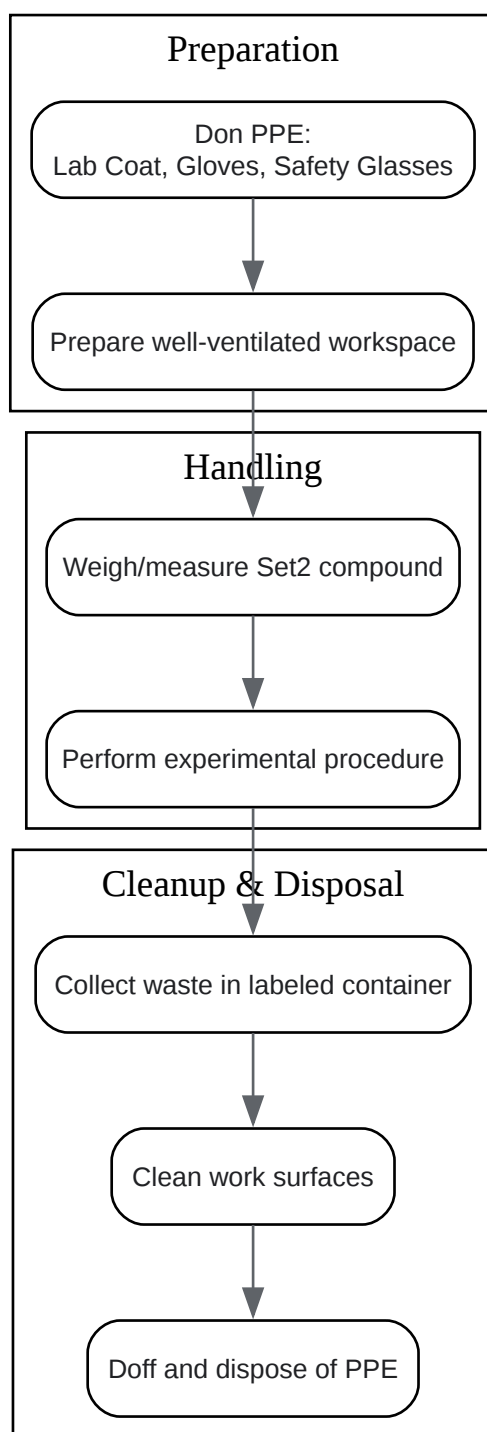 Preparation
Don PPE:
Lab Coat, Gloves, Safety Glasses
Prepare well-ventilated workspace
Handling
Weigh/measure Set2 compound
Perform experimental procedure
Cleanup & Disposal
Collect waste in labeled container
Clean work surfaces
Doff and dispose of PPE